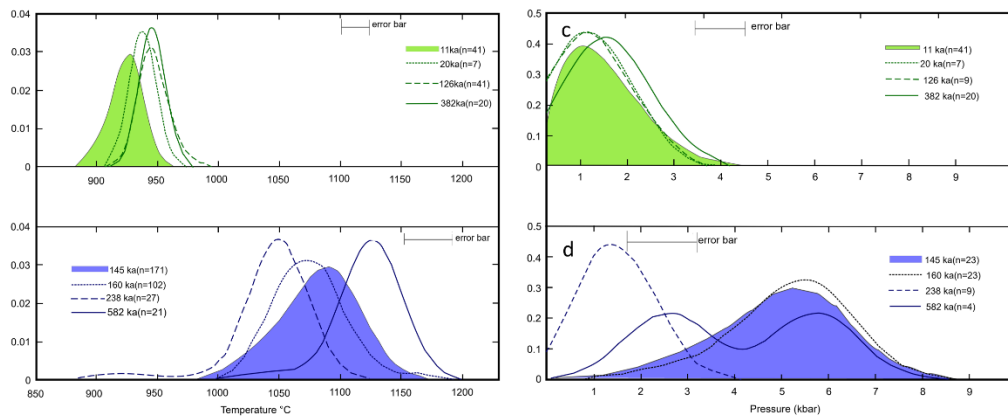 0.04
0.03
0.02
0.01
0
error bar
11ka(n=41)
20ka(n=7)
126ka(n=41)
382ka(n=20)
900
950
1000
1050
1100
1150
1200
0.5
0.4
0.3
0.2
0.1
0
c
error bar
11 ka(n=41)
20 ka(n=7)
126 ka(n=9)
382 ka(n=20)
1
2
3
4
5
6
7
8
9
0.04
0.03
0.02
0.01
0
error bar
145 ka(n=171)
160 ka(n=102)
238 ka(n=27)
582 ka(n=21)
850
900
950
1000
1050
1100
1150
1200
Temperature °C
0.5
0.4
0.3
0.2
0.1
0
d
error bar
145 ka(n=23)
160 ka(n=23)
238 ka(n=9)
582 ka(n=4)
1
2
3
4
5
6
7
8
9
Pressure (kbar)